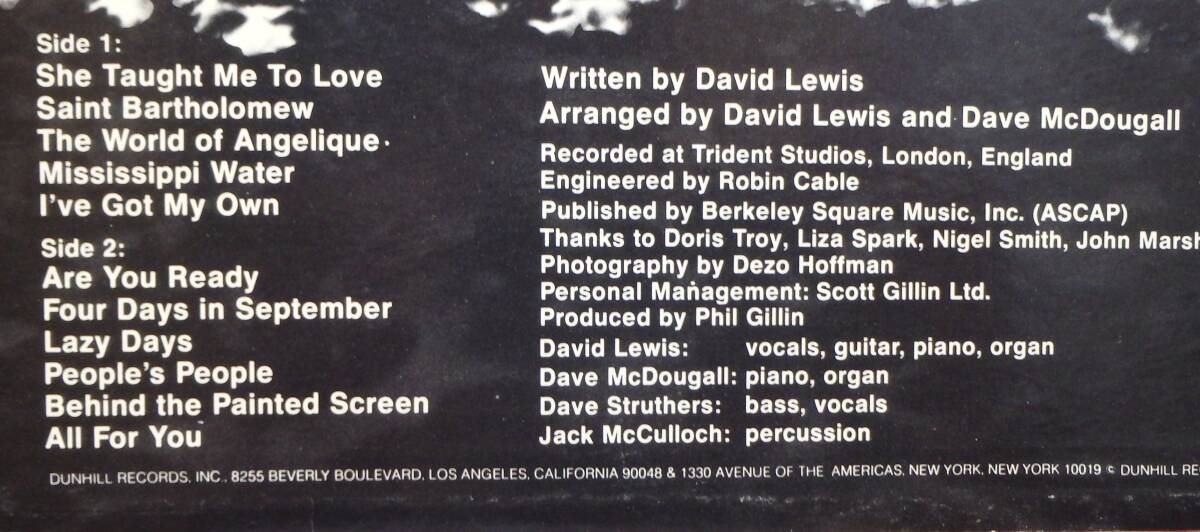 Side 1:
She Taught Me To Love
Saint Bartholomew
The World of Angelique
Mississippi Water
I've Got My Own
Side 2:
Are You Ready
Four Days in September
Lazy Days
People's People
Behind the Painted Screen
All For You
Written by David Lewis
Arranged by David Lewis and Dave McDougall
Recorded at Trident Studios, London, England
Engineered by Robin Cable
Published by Berkeley Square Music, Inc. (ASCAP)
Thanks to Doris Troy, Liza Spark, Nigel Smith, John
Photography by Dezo Hoffman
Personal Management: Scott Gillin Ltd.
Produced by Phil Gillin
David Lewis: vocals, guitar, piano, organ
Dave McDougall: piano, organ
Dave Struthers: bass, vocals
Jack McCulloch: percussion
DUNHILL RECORDS, INC., 8255 BEVERLY BOULEVARD, LOS ANGELES, CALIFORNIA 90048 & 1330 AVENUE OF THE AMERICAS, NEW YORK, NEW YORK 10019 © DUNHILL